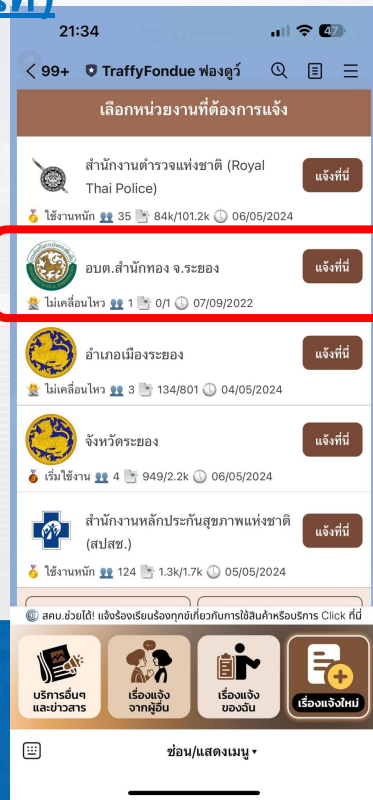 21:34
47
99+
TraffyFondue ฟองดูว์
เลือกหน่วยงานที่ต้องการแจ้ง
สำนักงานตำรวจแห่งชาติ (Royal
Thai Police)
แจ้งที่นี่
ใช้งานหนัก 35 84k/101.2k 06/05/2024
อบต.สำนักทอง จ.ระยอง
แจ้งที่นี่
ไม่เคลื่อนไหว 1 0/1 07/09/2022
อำเภอเมืองระยอง
แจ้งที่นี่
ไม่เคลื่อนไหว 3 134/801 04/05/2024
จังหวัดระยอง
แจ้งที่นี่
เริ่มใช้งาน 4 949/2.2k 06/05/2024
สำนักงานหลักประกันสุขภาพแห่งชาติ
(สปสช.)
แจ้งที่นี่
ใช้งานหนัก 124 1.3k/1.7k 05/05/2024
สคบ.ช่วยได้! แจ้งร้องเรียนร้องทุกข์เกี่ยวกับการใช้สินค้าหรือบริการ Click ที่นี่
บริการอื่นๆ
และข่าวสาร
เรื่องแจ้ง
จากผู้อื่น
เรื่องแจ้ง
ของฉัน
เรื่องแจ้งใหม่
ซ่อน/แสดงเมนู